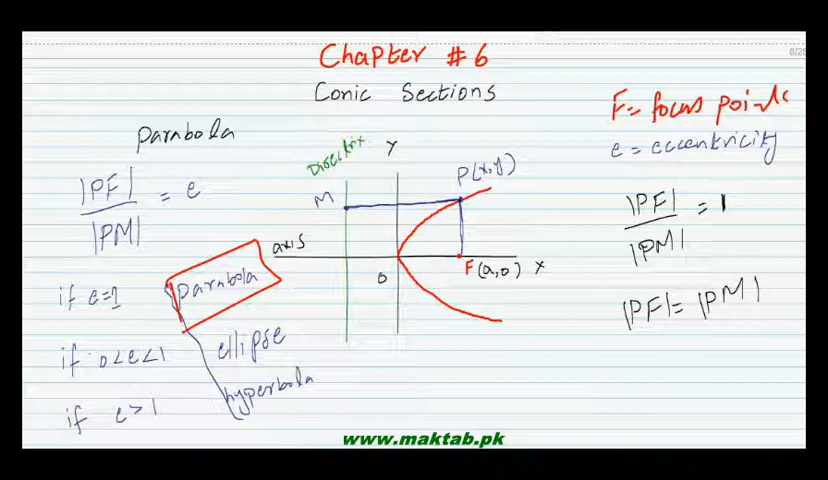 Chapter # 6
Conic Sections
Parabola
|PF|
|PM|
= e
if e=1 parabola
if 0<e<1 ellipse
if e>1 hyperbola
Directrix
Y
M
P(x,y)
axis
0
F(a,0)
X
F= focus point
e = eccentricity
|PF|
|PM|
= 1
|PF|= |PM|
www.maktab.pk